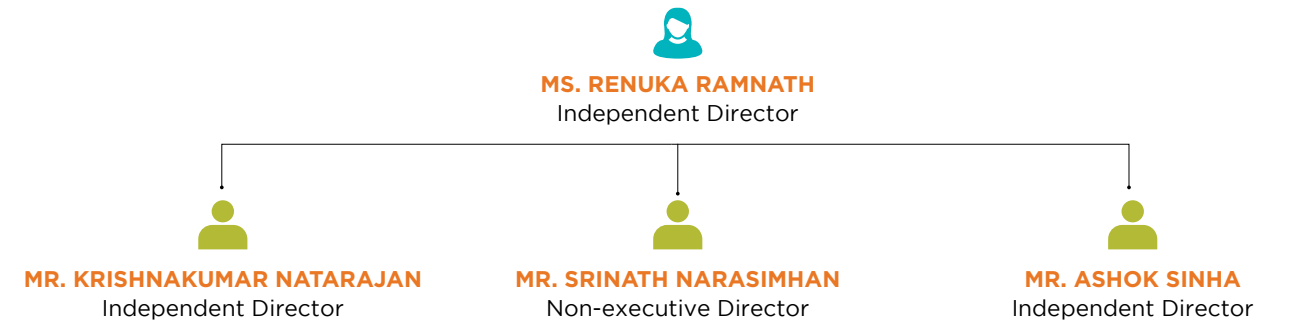 MS. RENUKA RAMNATH
Independent Director
MR. KRISHNAKUMAR NATARAJAN
Independent Director
MR. SRINATH NARASIMHAN
Non-executive Director
MR. ASHOK SINHA
Independent Director